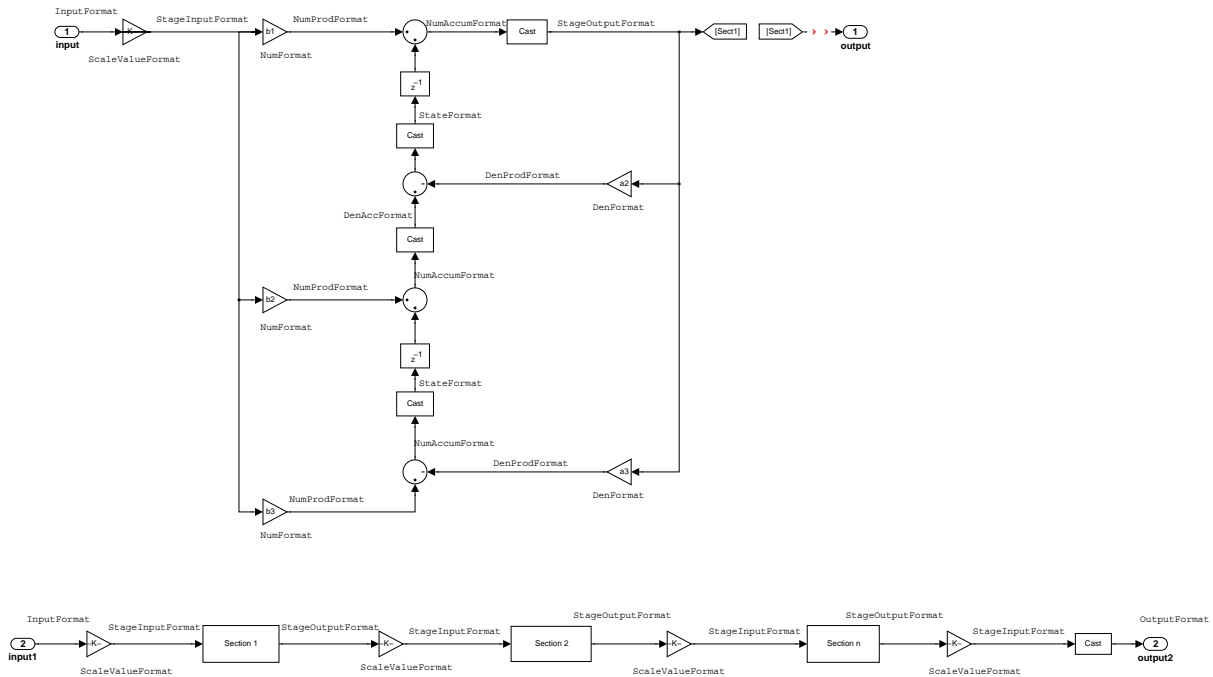 InputFormat
1
input
K
ScaleValueFormat
StageInputFormat
b1
NumProdFormat
NumFormat
NumAccumFormat
Cast
StageOutputFormat
[Sect1]
[Sect1]
1
output
z−1
StateFormat
Cast
DenProdFormat
a2
DenFormat
DenAccFormat
Cast
NumAccumFormat
b2
NumProdFormat
NumFormat
z−1
StateFormat
Cast
NumAccumFormat
DenProdFormat
a3
DenFormat
b3
NumProdFormat
NumFormat
InputFormat
2
input1
−K−
ScaleValueFormat
StageInputFormat
Section 1
StageOutputFormat
−K−
ScaleValueFormat
StageInputFormat
Section 2
StageOutputFormat
−K−
ScaleValueFormat
StageInputFormat
Section n
StageOutputFormat
−K−
ScaleValueFormat
StageInputFormat
Cast
OutputFormat
2
output2